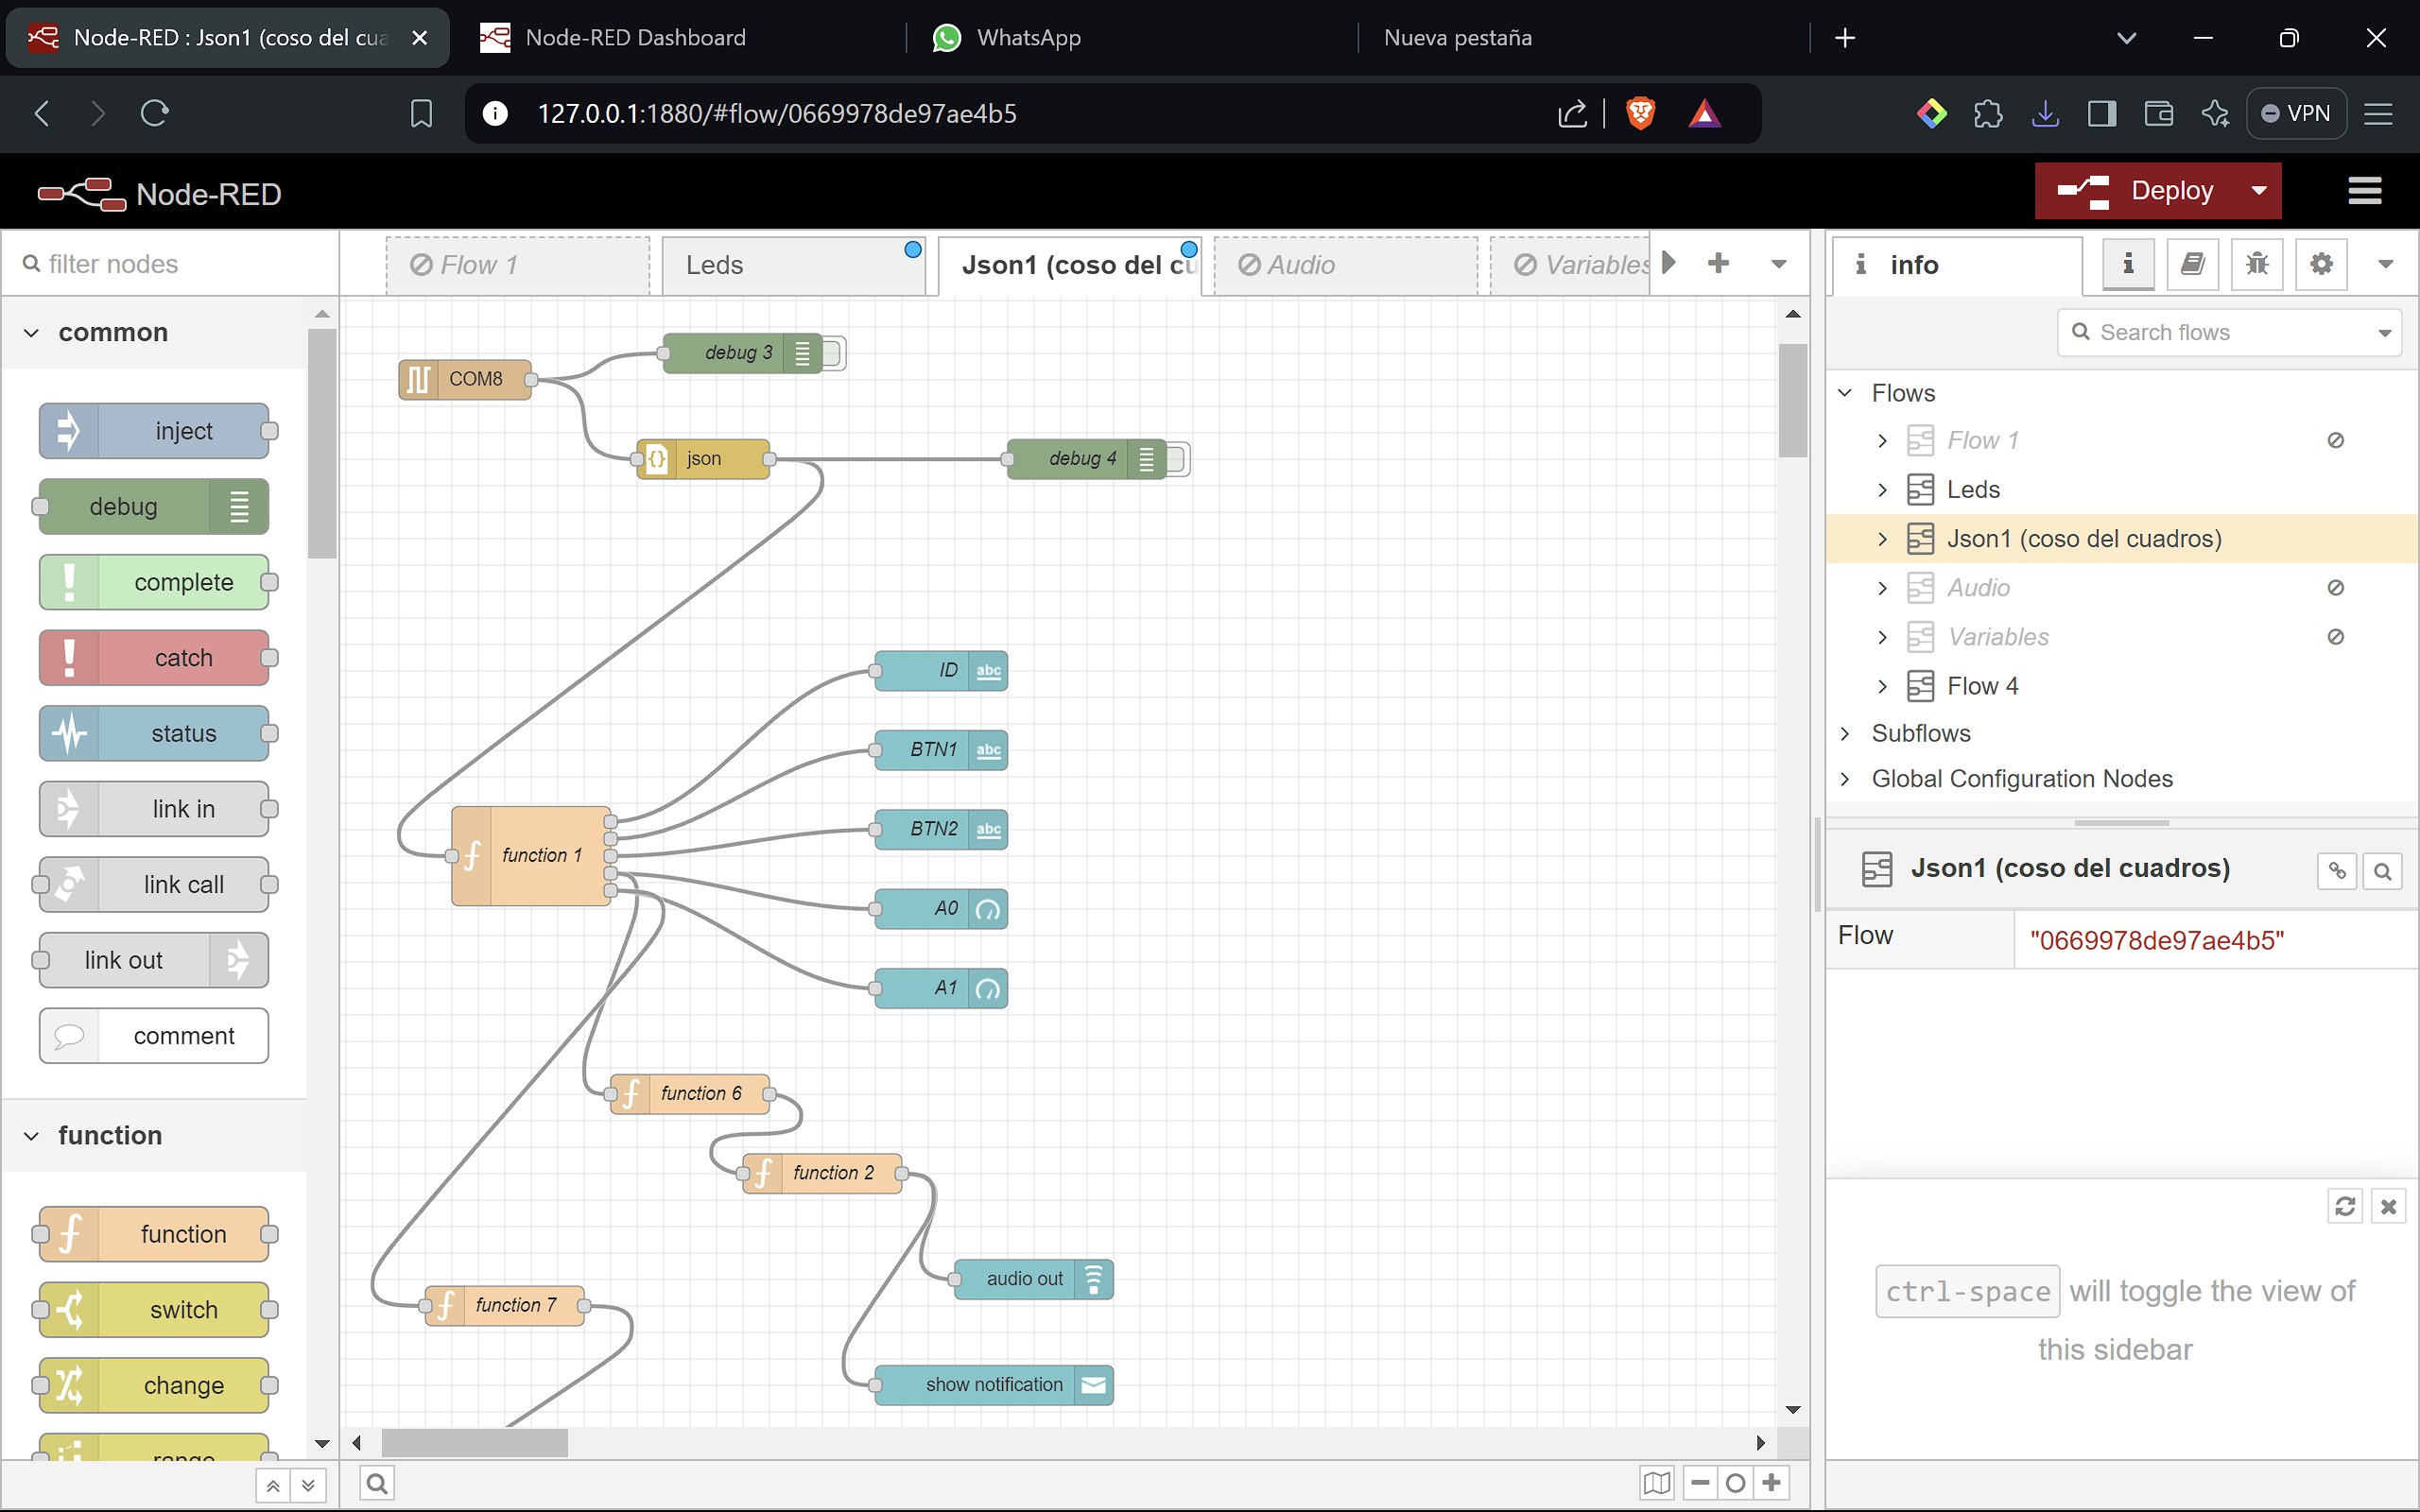 Node-RED : Json1 (coso del cua
Node-RED Dashboard
WhatsApp
Nueva pestaña
127.0.0.1:1880/#flow/0669978de97ae4b5
VPN
Node-RED
Deploy
filter nodes
Flow 1
Leds
Json1 (coso del cu
Audio
Variables
info
common
inject
debug
complete
catch
status
link in
link call
link out
comment
function
function
switch
change
range
COM8
debug 3
json
debug 4
ID
abc
BTN1
abc
BTN2
abc
function 1
A0
A1
function 6
function 2
audio out
function 7
show notification
Search flows
Flows
Flow 1
Leds
Json1 (coso del cuadros)
Audio
Variables
Flow 4
Subflows
Global Configuration Nodes
Json1 (coso del cuadros)
Flow
"0669978de97ae4b5"
ctrl-space will toggle the view of
this sidebar